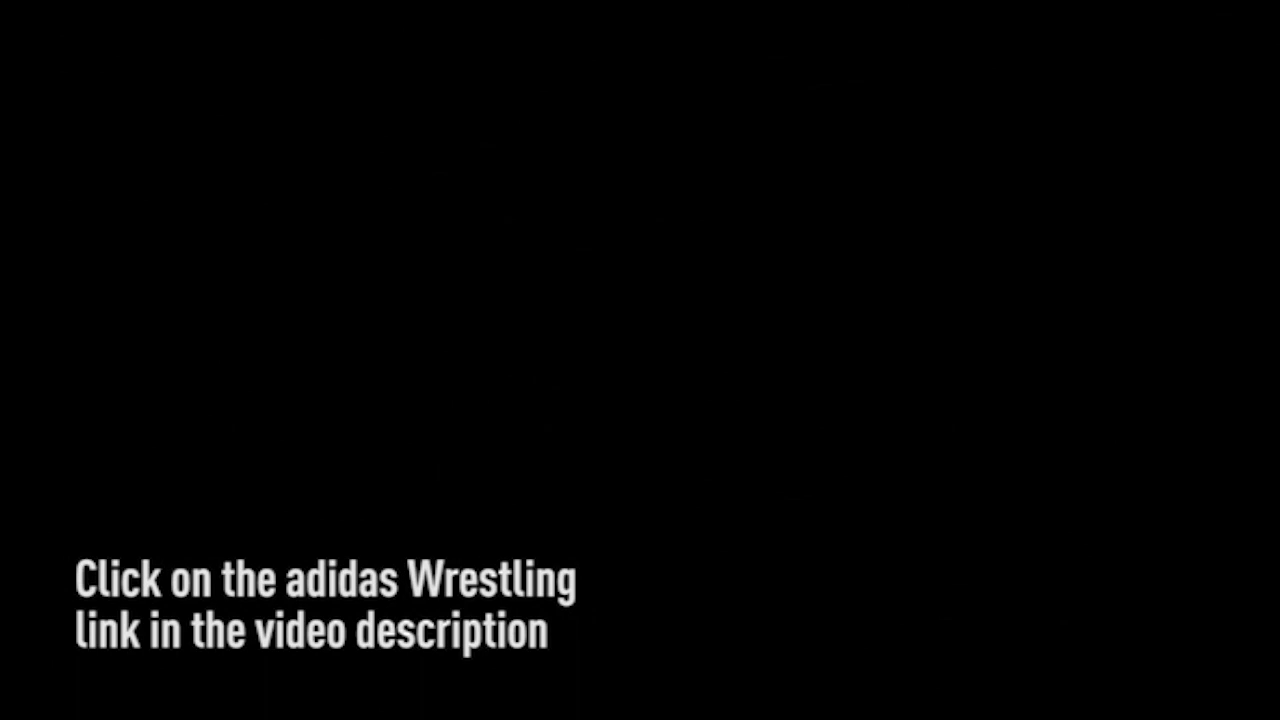 Click on the adidas Wrestling
link in the video description